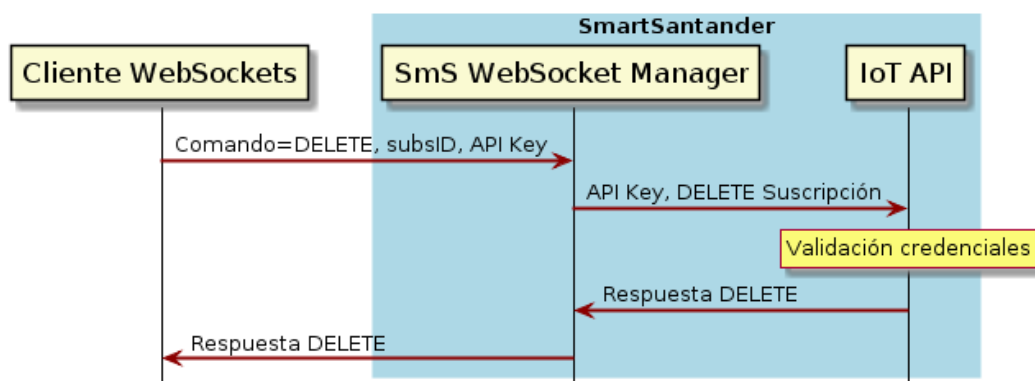 SmartSantander
Cliente WebSockets
SmS WebSocket Manager
IoT API
Comando=DELETE, subsID, API Key
API Key, DELETE Suscripción
Validación credenciales
Respuesta DELETE
Respuesta DELETE